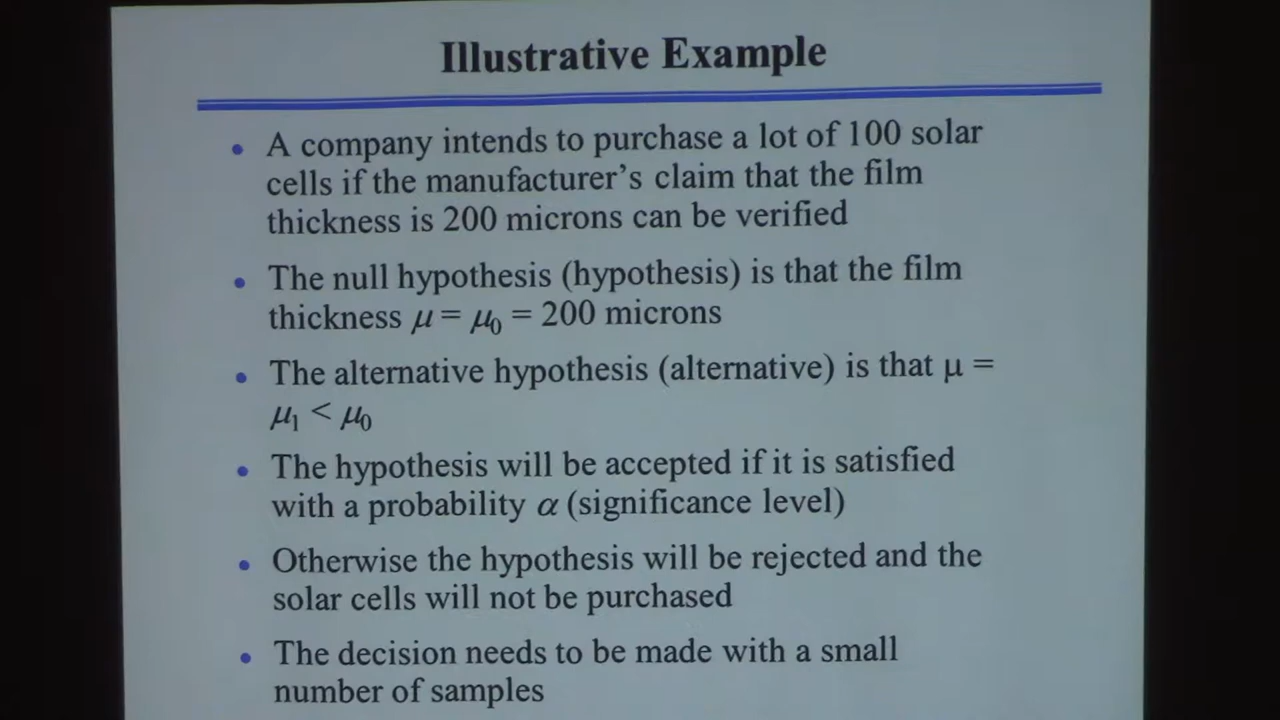 Illustrative Example
• A company intends to purchase a lot of 100 solar
cells if the manufacturer's claim that the film
thickness is 200 microns can be verified
• The null hypothesis (hypothesis) is that the film
thickness μ = μ₀ = 200 microns
• The alternative hypothesis (alternative) is that μ =
μ₁ < μ₀
• The hypothesis will be accepted if it is satisfied
with a probability α (significance level)
• Otherwise the hypothesis will be rejected and the
solar cells will not be purchased
• The decision needs to be made with a small
number of samples